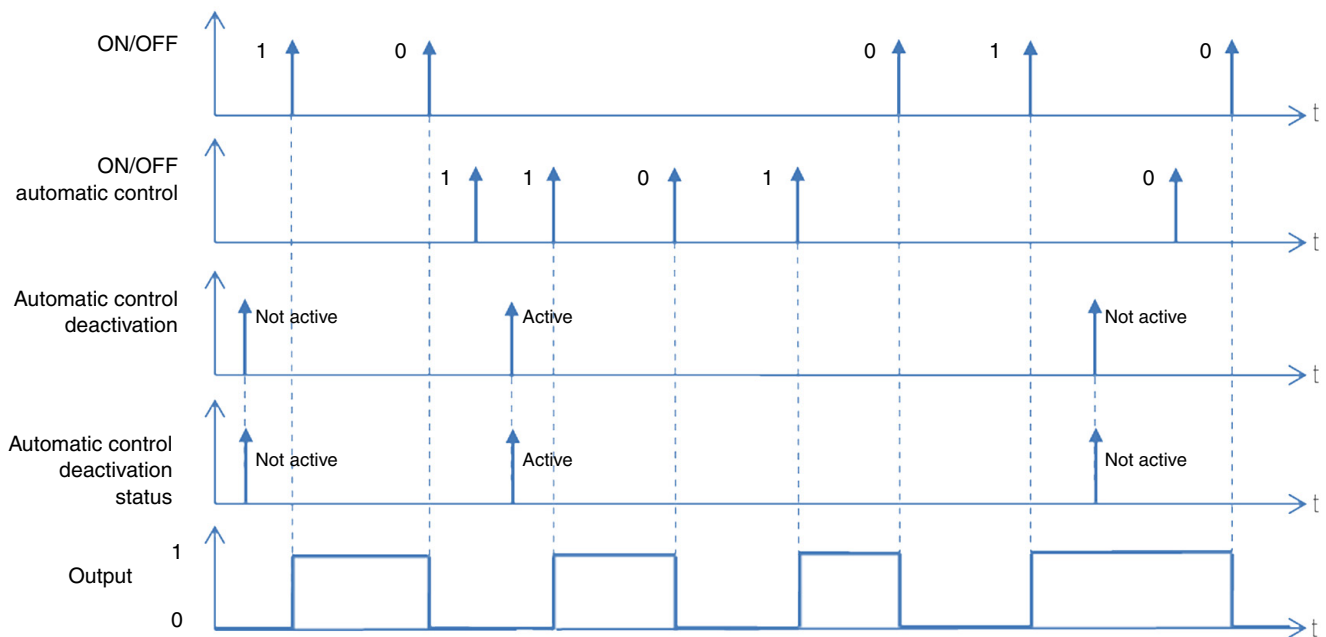 ON/OFF
1 0 0 1 0
t
ON/OFF
automatic control
1 1 0 1 0
t
Automatic control
deactivation
Not active Active Not active
t
Automatic control
deactivation
status
Not active Active Not active
t
1
Output
0
t